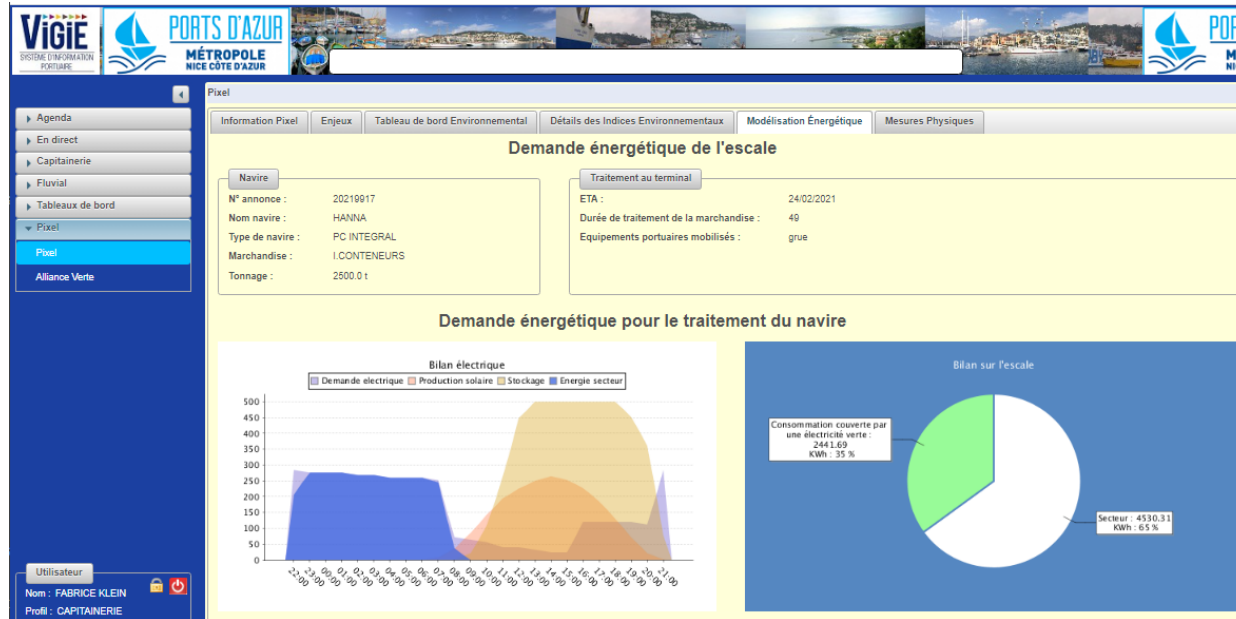 ViGiE
SYSTÈME D'INFORMATION
PORTUAIRE
PORTS D'AZUR
MÉTROPOLE
NICE CÔTE D'AZUR
POR
M
NI
Pixel
Agenda
En direct
Capitainerie
Fluvial
Tableaux de bord
Pixel
Pixel
Alliance Verte
Information Pixel
Enjeux
Tableau de bord Environnemental
Détails des Indices Environnementaux
Modélisation Énergétique
Mesures Physiques
Demande énergétique de l'escale
Navire
N° annonce : 20219917
Nom navire : HANNA
Type de navire : PC INTEGRAL
Marchandise : I.CONTENEURS
Tonnage : 2500.0 t
Traitement au terminal
ETA : 24/02/2021
Durée de traitement de la marchandise : 49
Equipements portuaires mobilisés : grue
Demande énergétique pour le traitement du navire
Bilan électrique
Demande electrique Production solaire Stockage Energie secteur
500
450
400
350
300
250
200
150
100
50
0
22:00 23:00 00:00 01:00 02:00 03:00 04:00 05:00 06:00 07:00 08:00 09:00 10:00 11:00 12:00 13:00 14:00 15:00 16:00 17:00 18:00 19:00 20:00 21:00
Bilan sur l'escale
Consommation couverte par
une électricité verte :
2441.69
KWh : 35 %
Secteur : 4530.31
KWh : 65 %
Utilisateur
Nom : FABRICE KLEIN
Profil : CAPITAINERIE